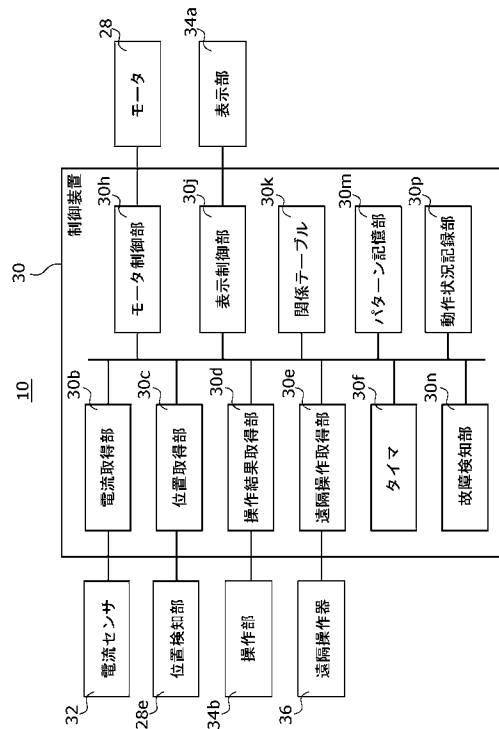 10
30
制御装置
電流センサ
32
電流取得部
30b
モータ制御部
30h
モータ
28
位置検知部
28e
位置取得部
30c
表示制御部
30j
表示部
34a
操作部
34b
操作結果取得部
30d
関係テーブル
30k
遠隔操作器
36
遠隔操作取得部
30e
パターン記憶部
30m
タイマ
30f
動作状況記録部
30p
故障検知部
30n